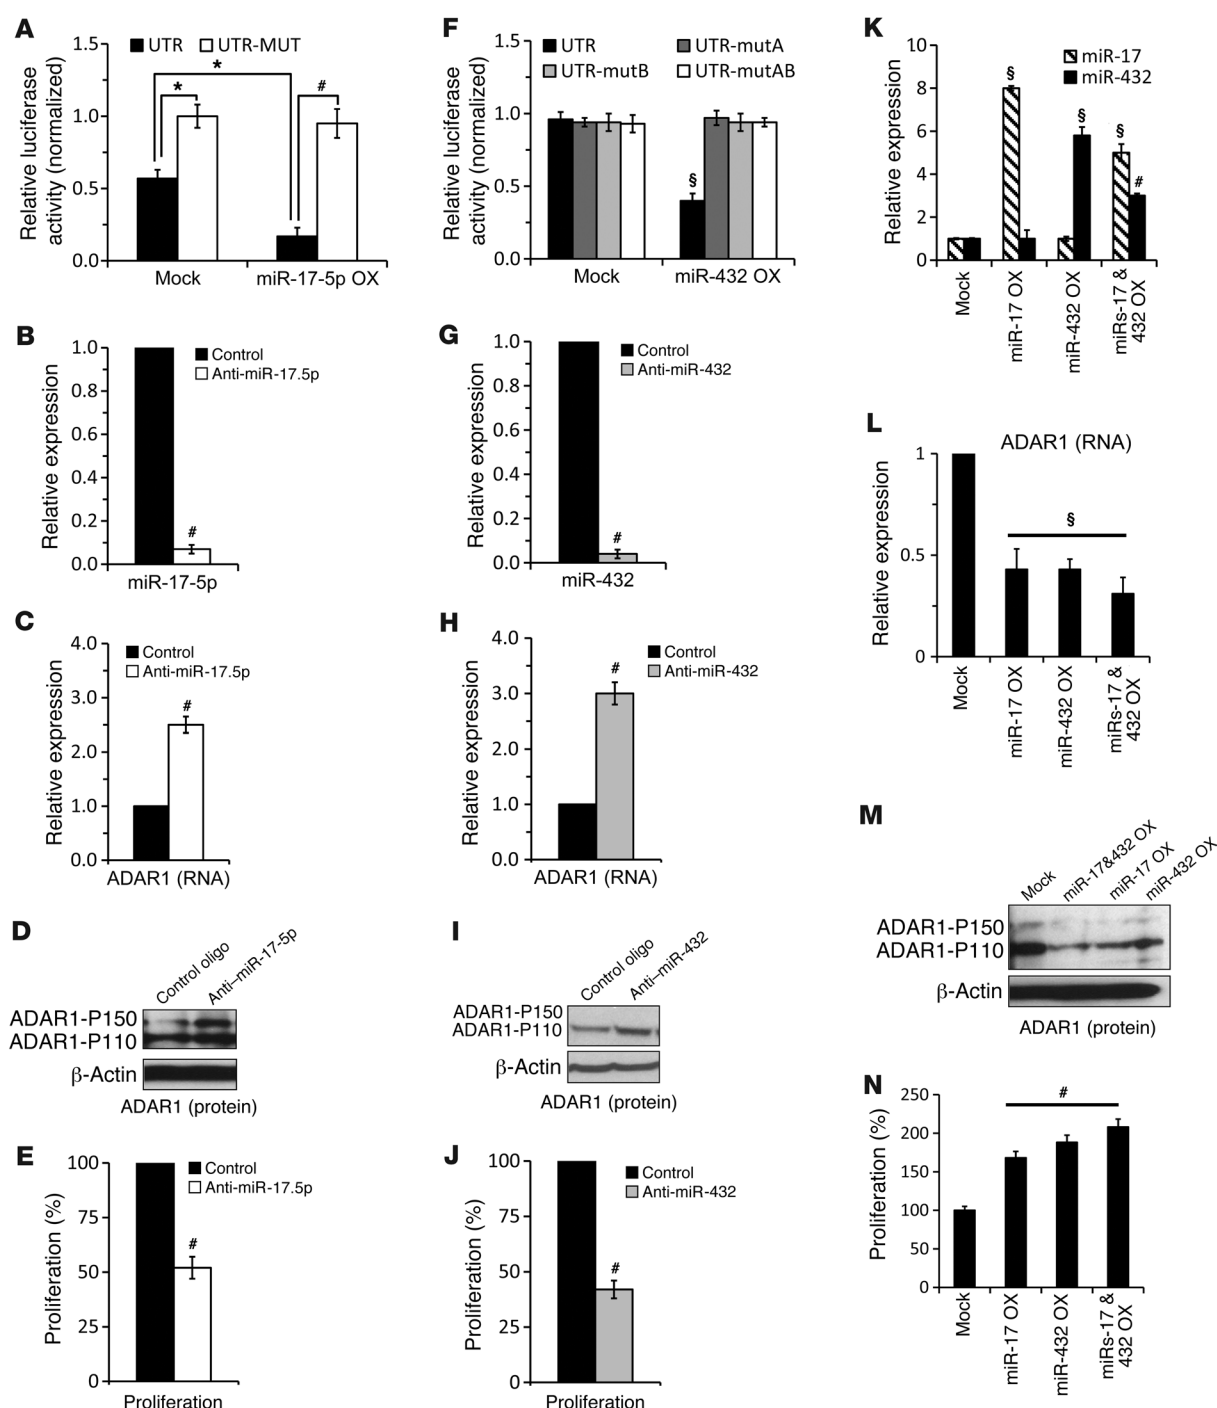 A
Relative luciferase
activity (normalized)
1.5
1.0
0.5
0.0
UTR
UTR-MUT
*
*
#
Mock
miR-17-5p OX
B
Relative expression
1.0
0.8
0.6
0.4
0.2
0.0
Control
Anti-miR-17.5p
#
miR-17-5p
C
Relative expression
4.0
3.0
2.0
1.0
0.0
Control
Anti-miR-17.5p
#
ADAR1 (RNA)
D
Control oligo
Anti–miR-17-5p
ADAR1-P150
ADAR1-P110
β-Actin
ADAR1 (protein)
E
Proliferation (%)
100
75
50
25
0
Control
Anti-miR-17.5p
#
Proliferation
F
Relative luciferase
activity (normalized)
1.5
1.0
0.5
0.0
UTR
UTR-mutA
UTR-mutB
UTR-mutAB
§
Mock
miR-432 OX
G
Relative expression
1.0
0.8
0.6
0.4
0.2
0.0
Control
Anti-miR-432
#
miR-432
H
Relative expression
4.0
3.0
2.0
1.0
0.0
Control
Anti-miR-432
#
ADAR1 (RNA)
I
Control oligo
Anti–miR-432
ADAR1-P150
ADAR1-P110
β-Actin
ADAR1 (protein)
J
Proliferation (%)
100
75
50
25
0
Control
Anti-miR-432
#
Proliferation
K
Relative expression
10
8
6
4
2
0
miR-17
miR-432
§
§
§
#
Mock
miR-17 OX
miR-432 OX
miRs-17 &
432 OX
L
ADAR1 (RNA)
Relative expression
1
0.5
0
§
Mock
miR-17 OX
miR-432 OX
miRs-17 &
432 OX
M
Mock
miR-17&432 OX
miR-17 OX
miR-432 OX
ADAR1-P150
ADAR1-P110
β-Actin
ADAR1 (protein)
N
Proliferation (%)
250
200
150
100
50
0
#
Mock
miR-17 OX
miR-432 OX
miRs-17 &
432 OX